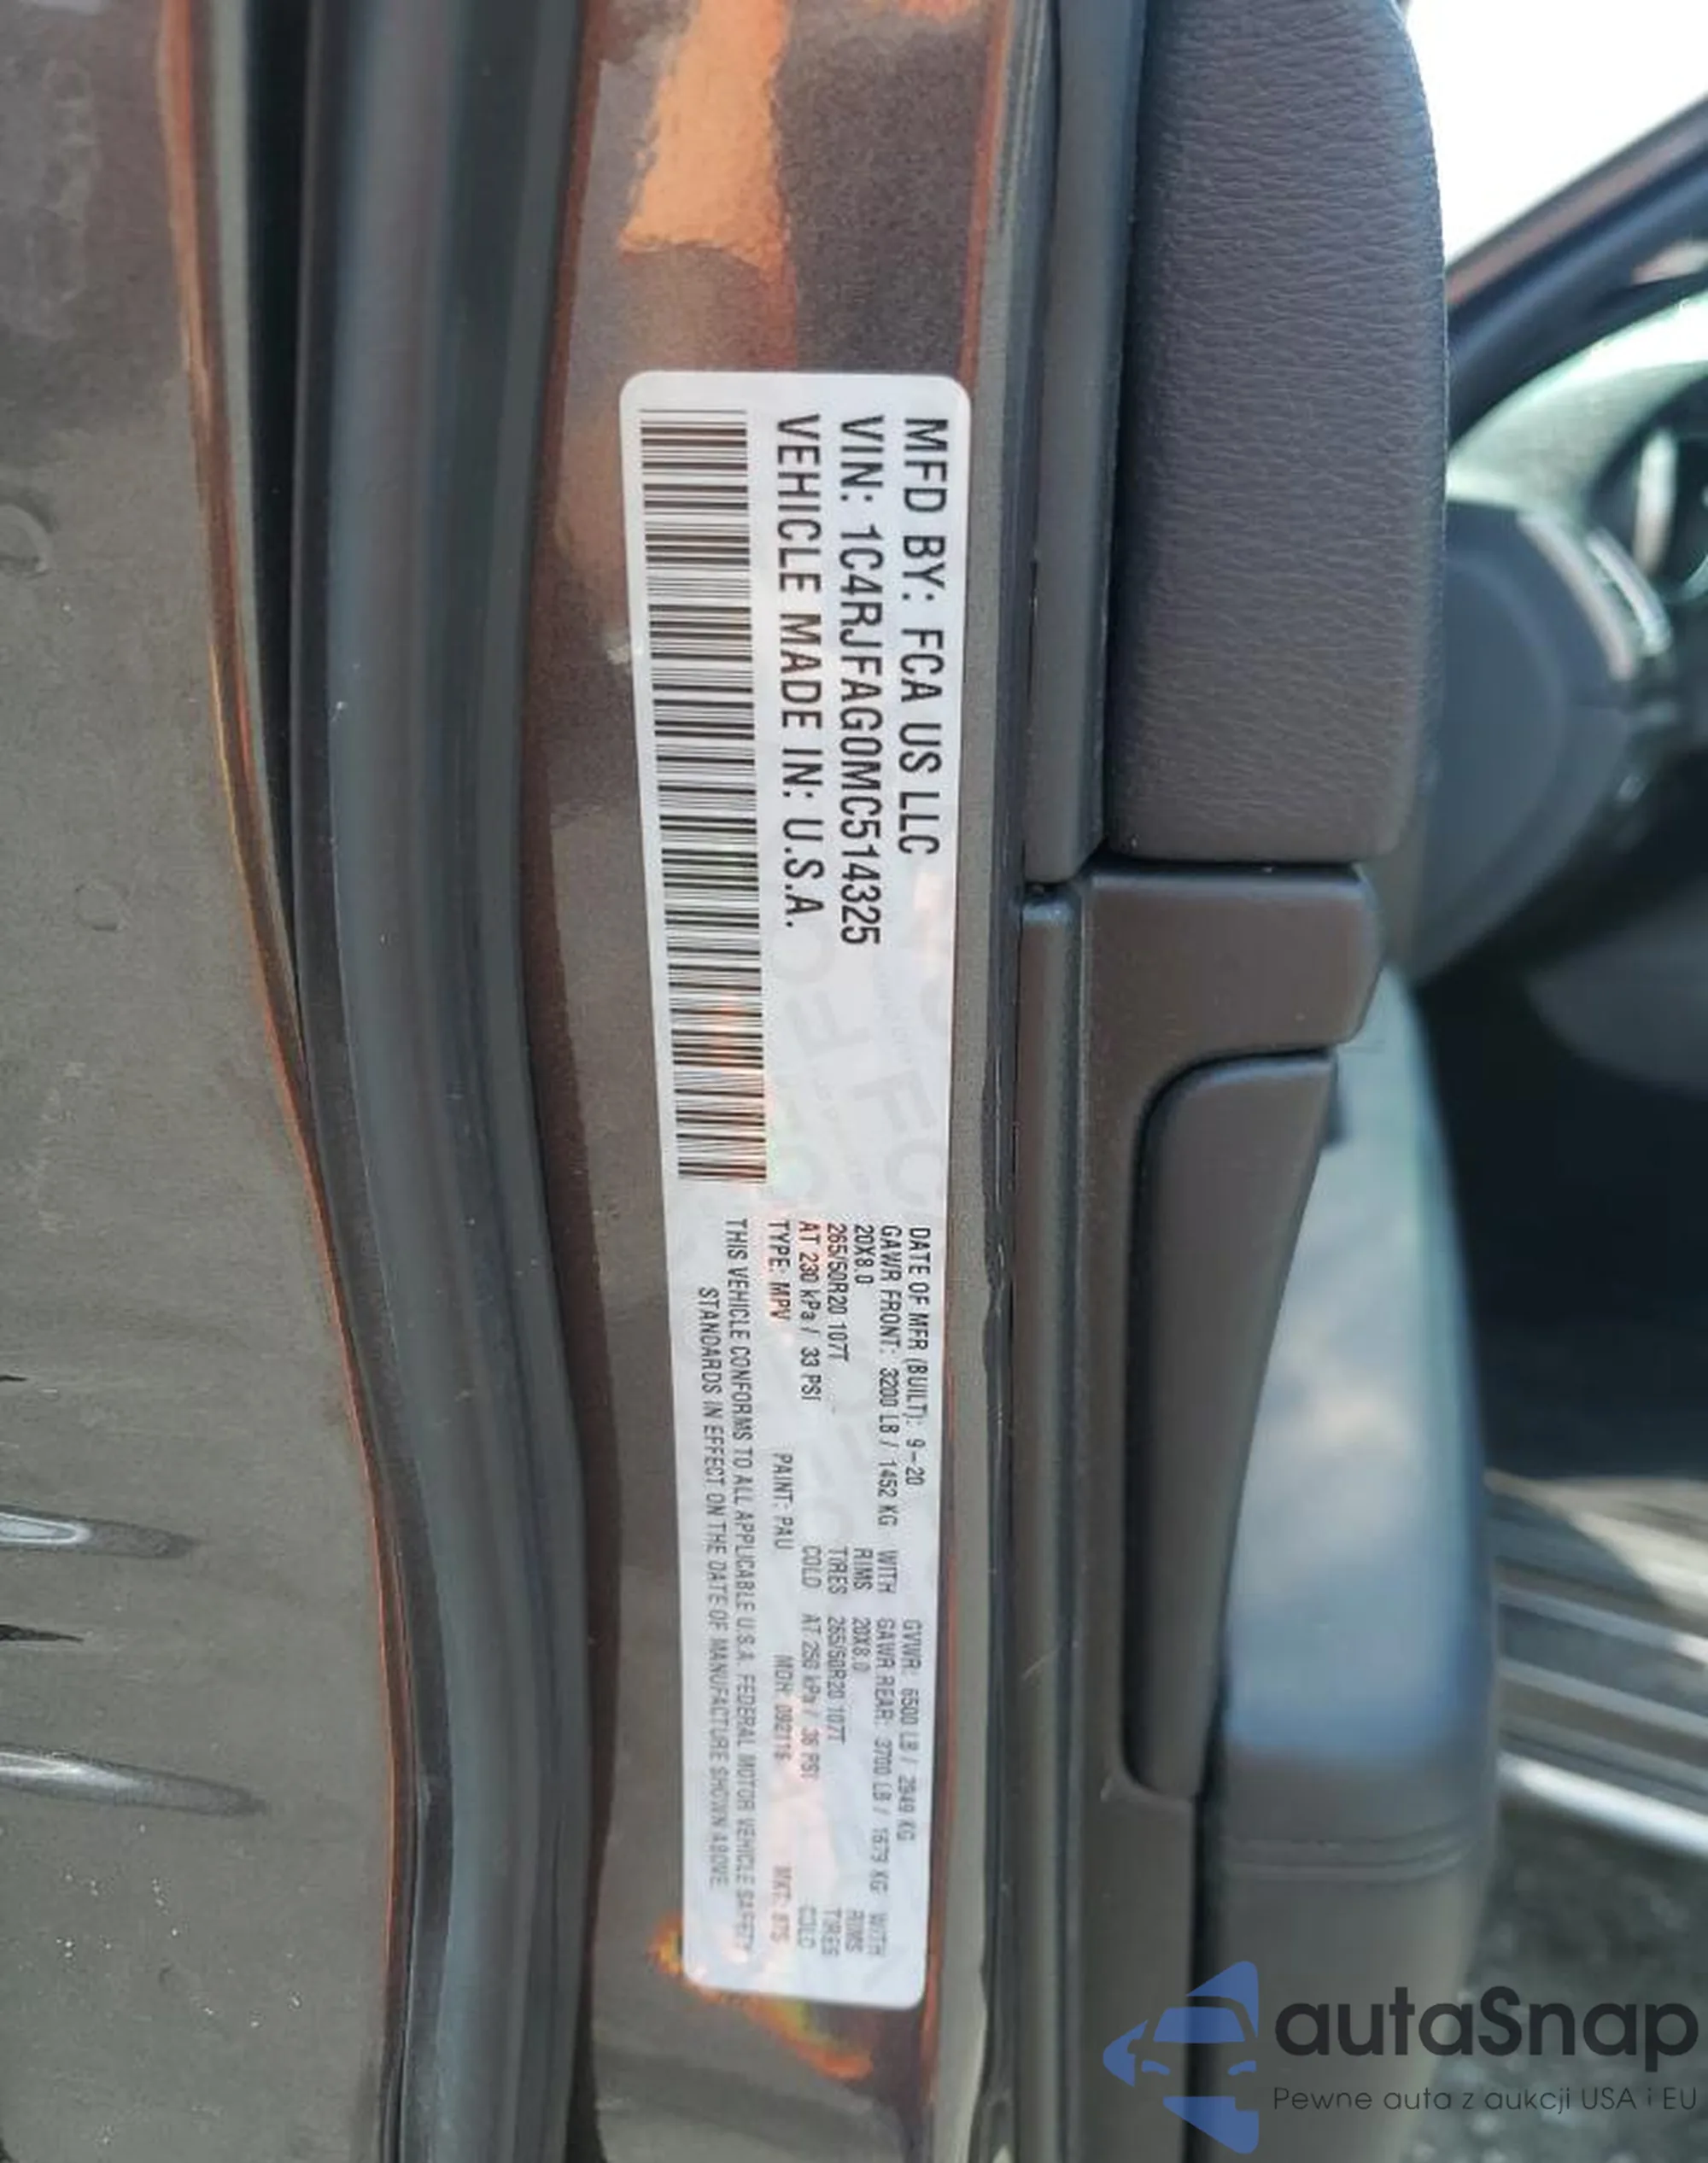 MFD BY: FCA US LLC
VIN: 1C4RJFAG0MC514325
VEHICLE MADE IN: U.S.A.
DATE OF MFR (BUILT): 9-20 GVWR: 6500 LB / 2949 KG
GAWR FRONT: 3200 LB / 1452 KG WITH GAWR REAR: 3700 LB / 1679 KG WITH
20X8.0 RIMS 20X8.0 RIMS
265/50R20 107T TIRES 265/50R20 107T TIRES
AT 230 kPa / 33 PSI COLD AT 250 kPa / 36 PSI COLD
TYPE: MPV PAINT: PAU MDH: 092116 MKT:
THIS VEHICLE CONFORMS TO ALL APPLICABLE U.S.A. FEDERAL MOTOR VEHICLE SAFETY
STANDARDS IN EFFECT ON THE DATE OF MANUFACTURE SHOWN ABOVE.
autaSnap
Pewne auta z aukcji USA i EU